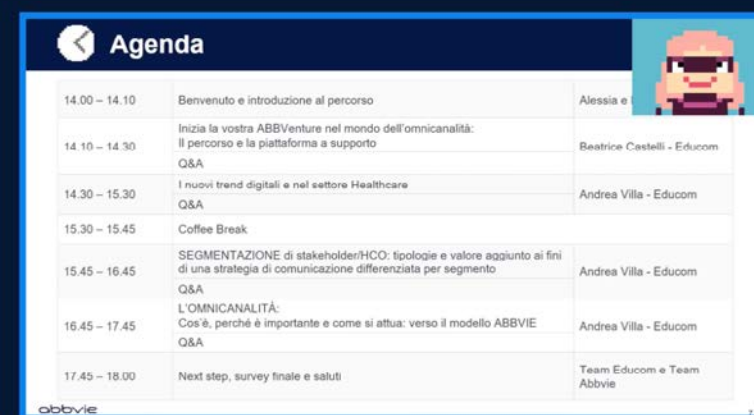 Agenda
14.00 – 14.10
Benvenuto e introduzione al percorso
Alessia e
14.10 – 14.30
Inizia la vostra ABBVenture nel mondo dell'omnicanalità:
Il percorso e la piattaforma a supporto
Q&A
Beatrice Castelli - Educom
14.30 – 15.30
I nuovi trend digitali e nel settore Healthcare
Q&A
Andrea Villa - Educom
15.30 – 15.45
Coffee Break
15.45 – 16.45
SEGMENTAZIONE di stakeholder/HCO: tipologie e valore aggiunto ai fini
di una strategia di comunicazione differenziata per segmento
Q&A
Andrea Villa - Educom
16.45 – 17.45
L'OMNICANALITÀ:
Cos'è, perché è importante e come si attua: verso il modello ABBVIE
Q&A
Andrea Villa - Educom
17.45 – 18.00
Next step, survey finale e saluti
Team Educom e Team
Abbvie
abbvie